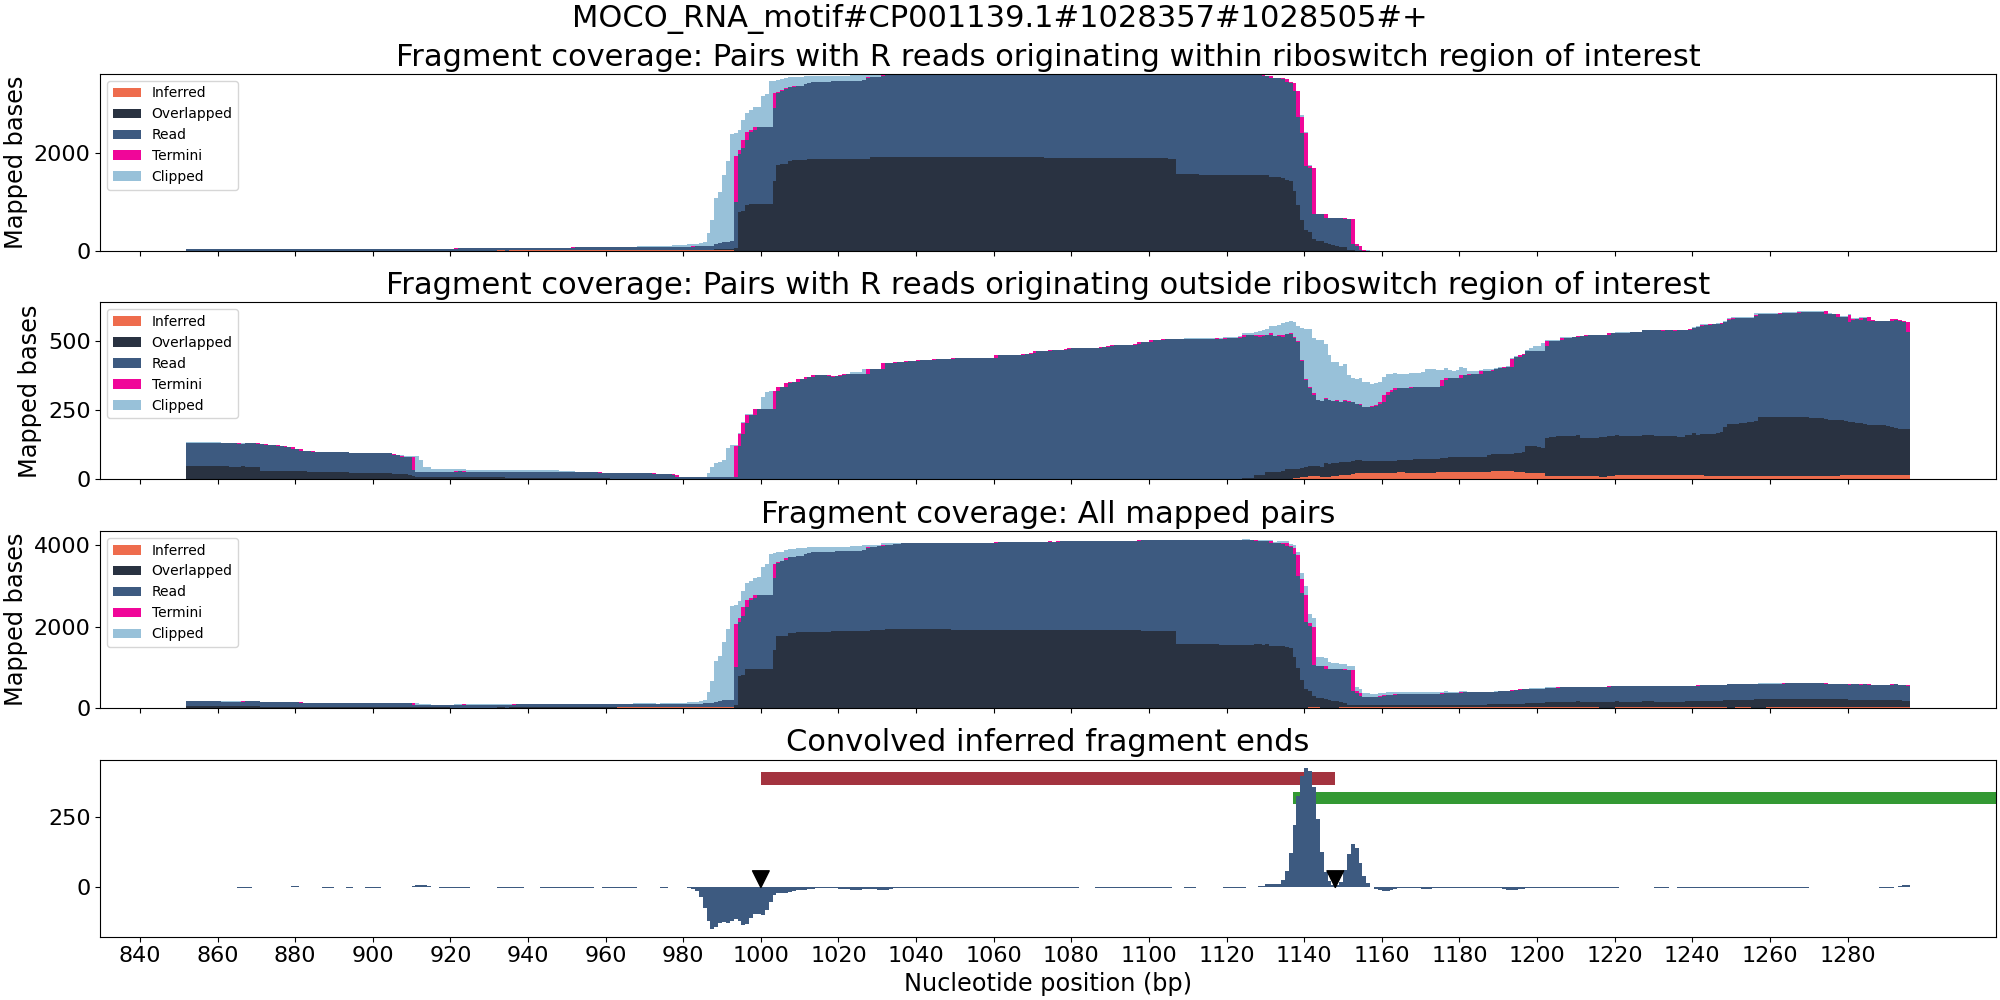 MOCO_RNA_motif#CP001139.1#1028357#1028505#+
Fragment coverage: Pairs with R reads originating within riboswitch region of interest
Mapped bases
2000
0
Inferred
Overlapped
Read
Termini
Clipped
Fragment coverage: Pairs with R reads originating outside riboswitch region of interest
Mapped bases
500
250
0
Inferred
Overlapped
Read
Termini
Clipped
Fragment coverage: All mapped pairs
Mapped bases
4000
2000
0
Inferred
Overlapped
Read
Termini
Clipped
Convolved inferred fragment ends
250
0
840 860 880 900 920 940 960 980 1000 1020 1040 1060 1080 1100 1120 1140 1160 1180 1200 1220 1240 1260 1280
Nucleotide position (bp)